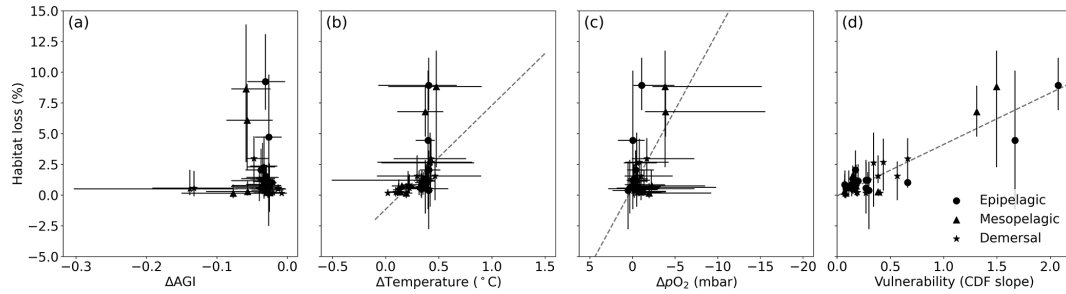 (a)
(b)
(c)
(d)
Habitat loss (%)
15.0
12.5
10.0
7.5
5.0
2.5
0.0
−2.5
−5.0
−0.3
−0.2
−0.1
0.0
ΔAGI
−0.5
0.0
0.5
1.0
1.5
ΔTemperature (°C)
5
0
−5
−10
−15
−20
ΔpO₂ (mbar)
0.0
0.5
1.0
1.5
2.0
Vulnerability (CDF slope)
Epipelagic
Mesopelagic
Demersal